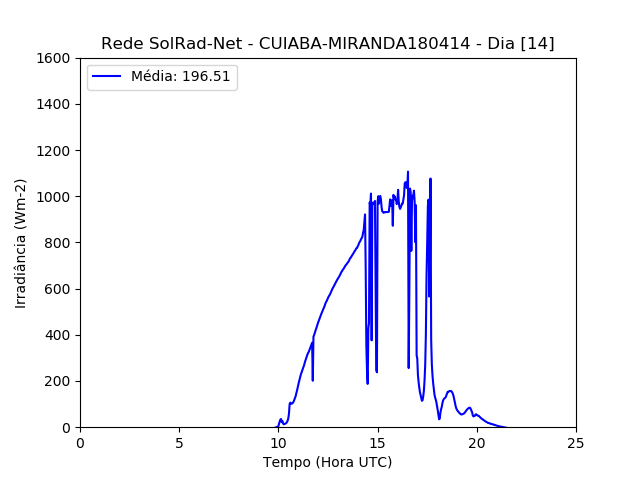 Rede SolRad-Net - CUIABA-MIRANDA180414 - Dia [14]
Média: 196.51
1600
1400
1200
1000
800
600
400
200
0
Irradiância (Wm-2)
0 5 10 15 20 25
Tempo (Hora UTC)